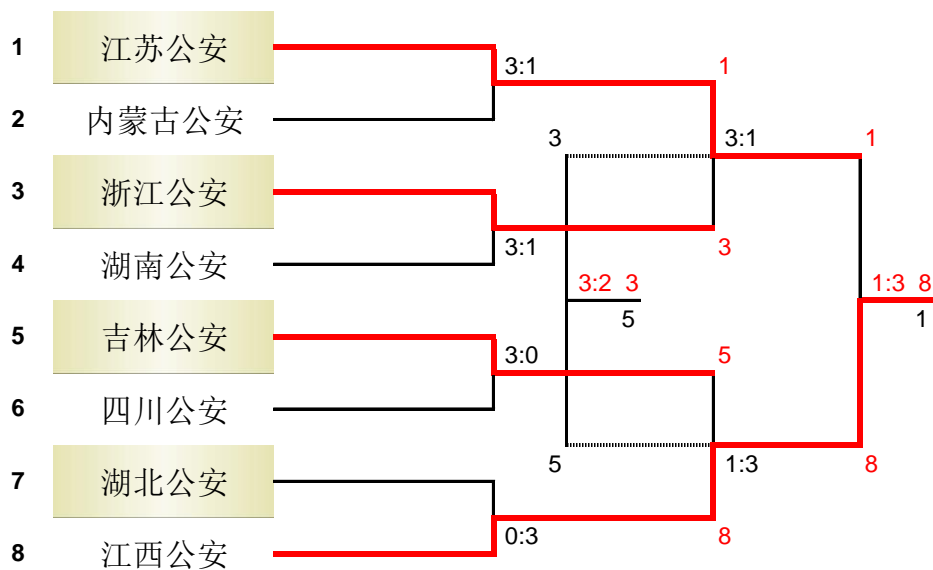 1 江苏公安
3:1 1
2 内蒙古公安
3 3:1 1
3 浙江公安
3:1 3
4 湖南公安
3:2 3 1:3 8
5 1
5 吉林公安
3:0 5
6 四川公安
5 1:3 8
7 湖北公安
0:3 8
8 江西公安